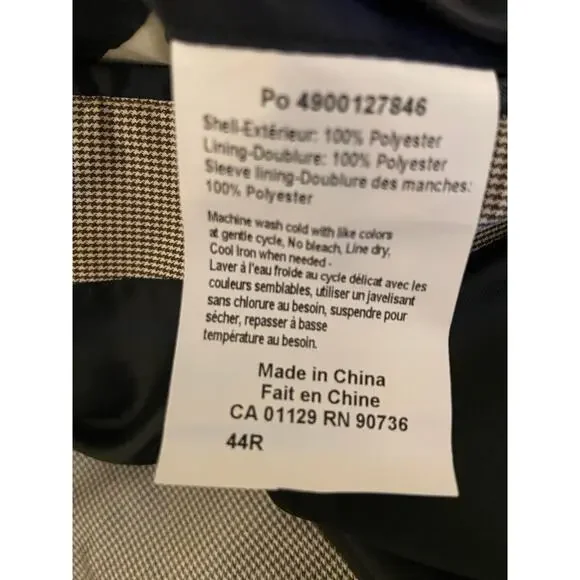 Po 4900127846
Shell-Extérieur: 100% Polyester
Lining-Doublure: 100% Polyester
Sleeve lining-Doublure des manches:
100% Polyester
Machine wash cold with like colors
at gentle cycle, No bleach, Line dry,
Cool Iron when needed -
Laver à l'eau froide au cycle délicat avec les
couleurs semblables, utiliser un javelisant
sans chlorure au besoin, suspendre pour
sécher, repasser à basse
température au besoin.
Made in China
Fait en Chine
CA 01129 RN 90736
44R